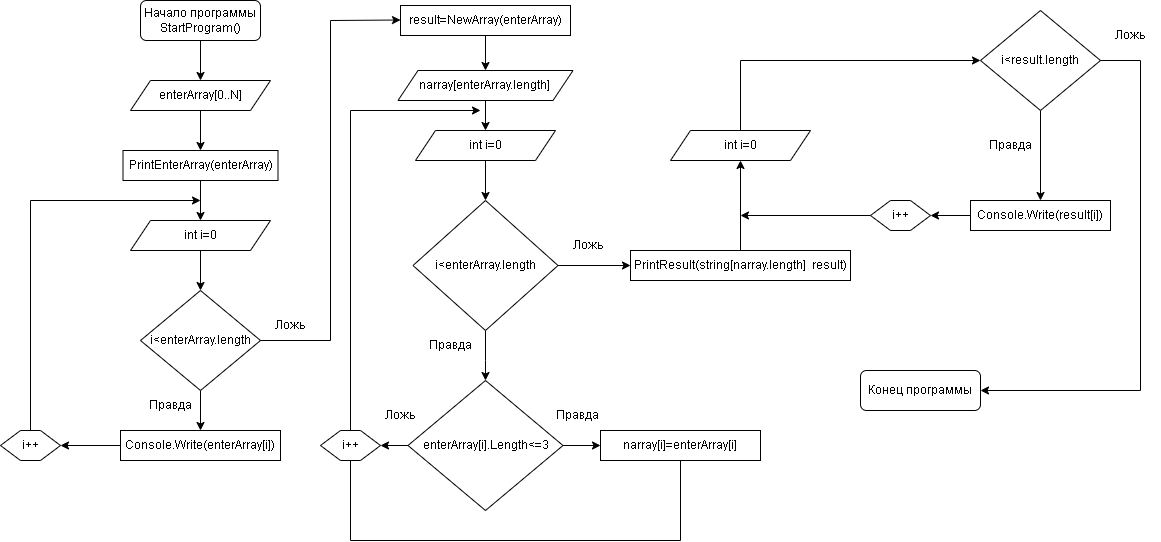 Начало программы
StartProgram()
enterArray[0..N]
PrintEnterArray(enterArray)
int i=0
i<enterArray.length
Ложь
Правда
Console.Write(enterArray[i])
i++
result=NewArray(enterArray)
narray[enterArray.length]
int i=0
i<enterArray.length
Ложь
Правда
enterArray[i].Length<=3
Ложь
Правда
i++
narray[i]=enterArray[i]
PrintResult(string[narray.length] result)
int i=0
i<result.length
Ложь
Правда
Console.Write(result[i])
i++
Конец программы